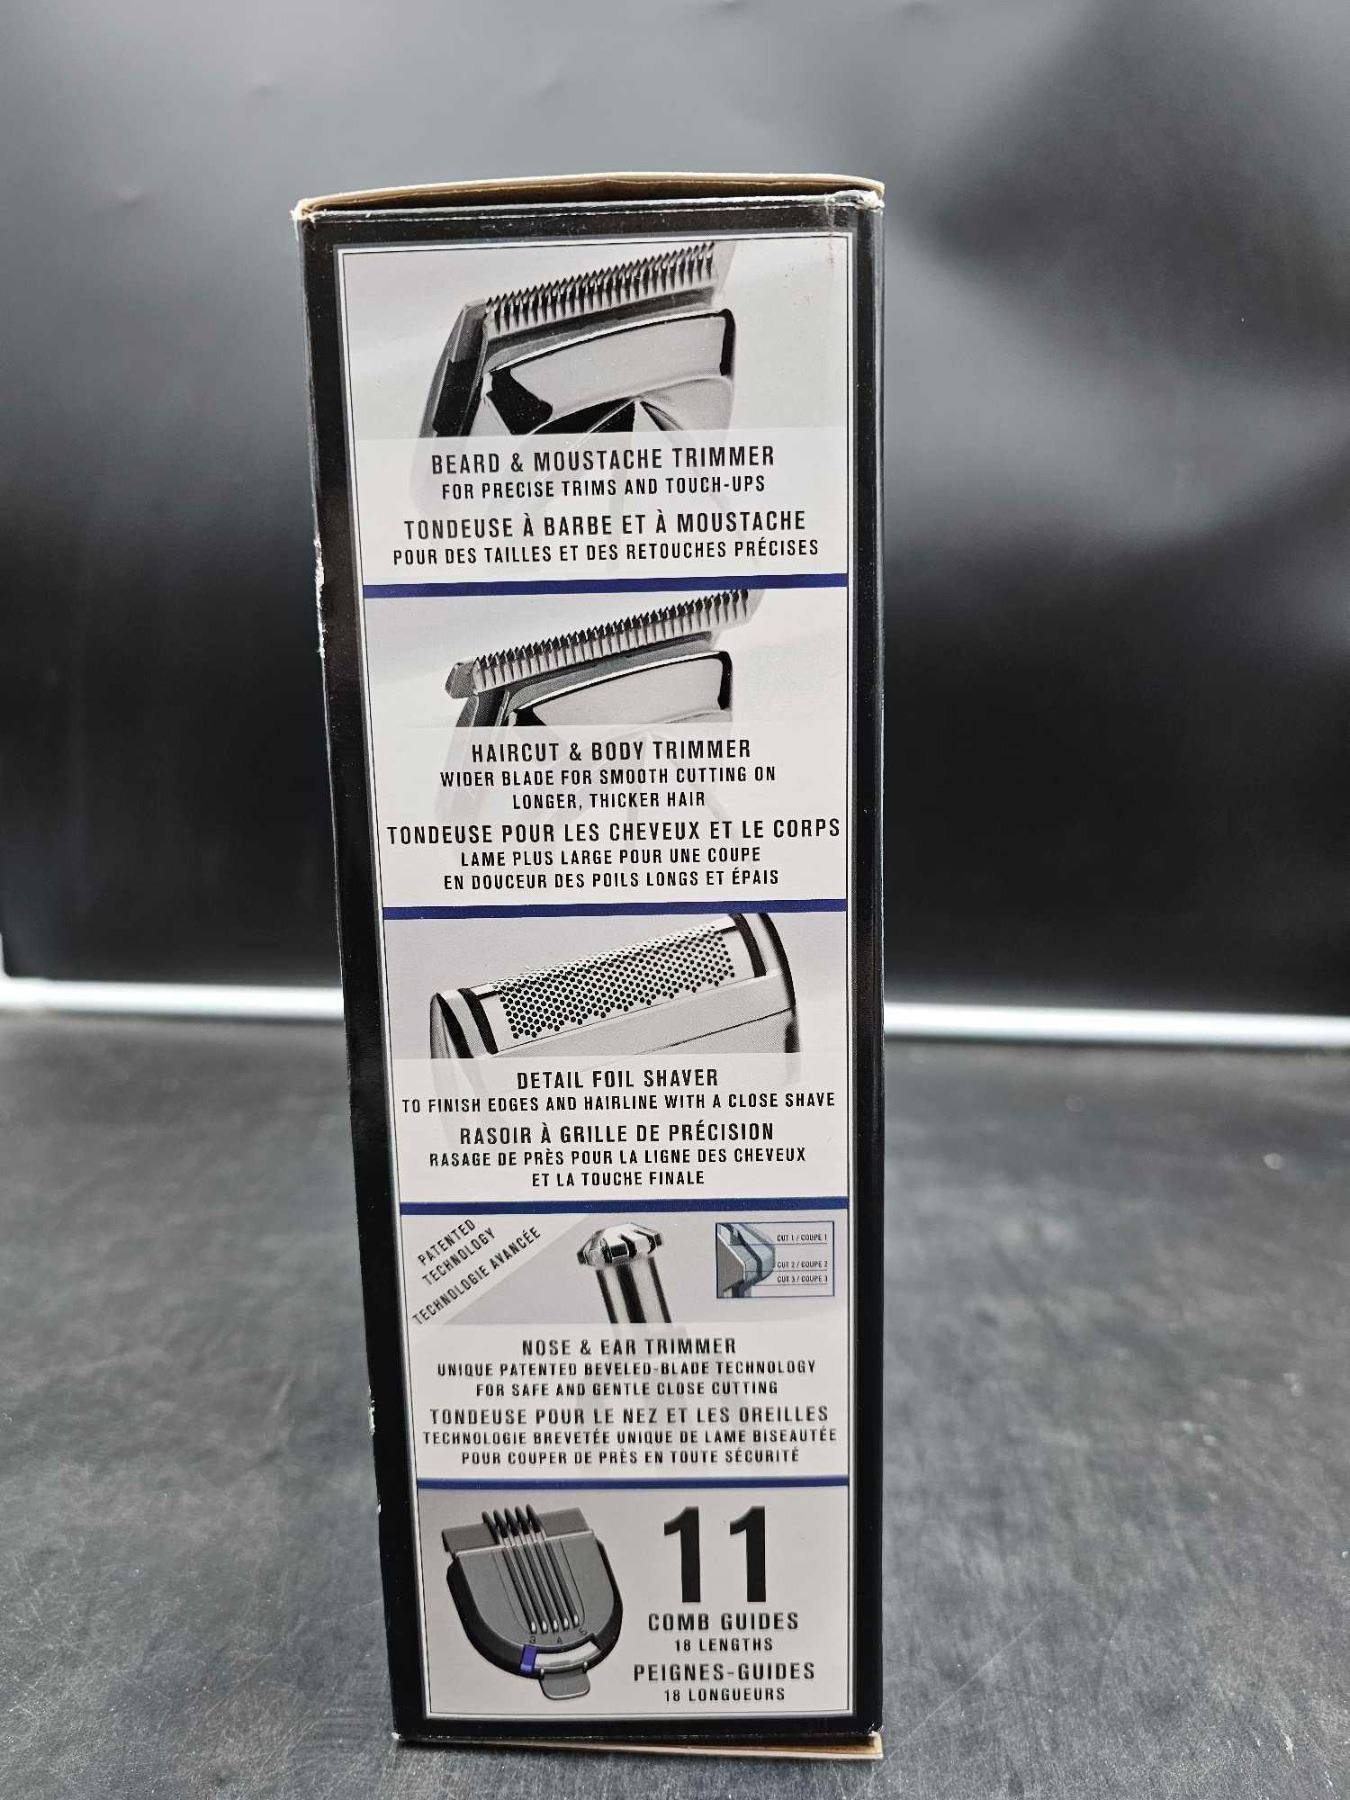 BEARD & MOUSTACHE TRIMMER
FOR PRECISE TRIMS AND TOUCH-UPS
TONDEUSE À BARBE ET À MOUSTACHE
POUR DES TAILLES ET DES RETOUCHES PRÉCISES
HAIRCUT & BODY TRIMMER
WIDER BLADE FOR SMOOTH CUTTING ON
LONGER, THICKER HAIR
TONDEUSE POUR LES CHEVEUX ET LE CORPS
LAME PLUS LARGE POUR UNE COUPE
EN DOUCEUR DES POILS LONGS ET ÉPAIS
DETAIL FOIL SHAVER
TO FINISH EDGES AND HAIRLINE WITH A CLOSE SHAVE
RASOIR À GRILLE DE PRÉCISION
RASAGE DE PRÈS POUR LA LIGNE DES CHEVEUX
ET LA TOUCHE FINALE
PATENTED
TECHNOLOGY
TECHNOLOGIE AVANCÉE
CUT 1 / COUPE 1
CUT 2 / COUPE 2
CUT 3 / COUPE 3
NOSE & EAR TRIMMER
UNIQUE PATENTED BEVELED-BLADE TECHNOLOGY
FOR SAFE AND GENTLE CLOSE CUTTING
TONDEUSE POUR LE NEZ ET LES OREILLES
TECHNOLOGIE BREVETÉE UNIQUE DE LAME BISEAUTÉE
POUR COUPER DE PRÈS EN TOUTE SÉCURITÉ
3 4 5
11
COMB GUIDES
18 LENGTHS
PEIGNES-GUIDES
18 LONGUEURS